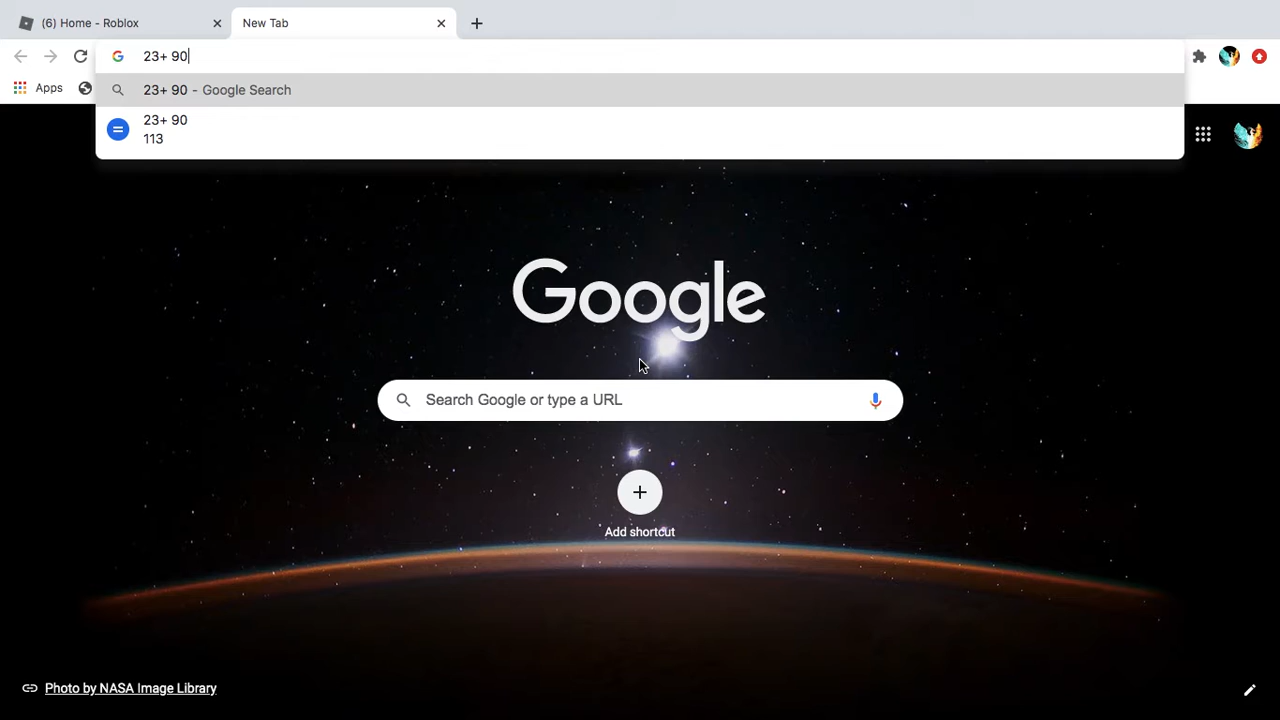 (6) Home - Roblox
New Tab
23+ 90
Apps
23+ 90 - Google Search
23+ 90
113
Google
Search Google or type a URL
Add shortcut
Photo by NASA Image Library